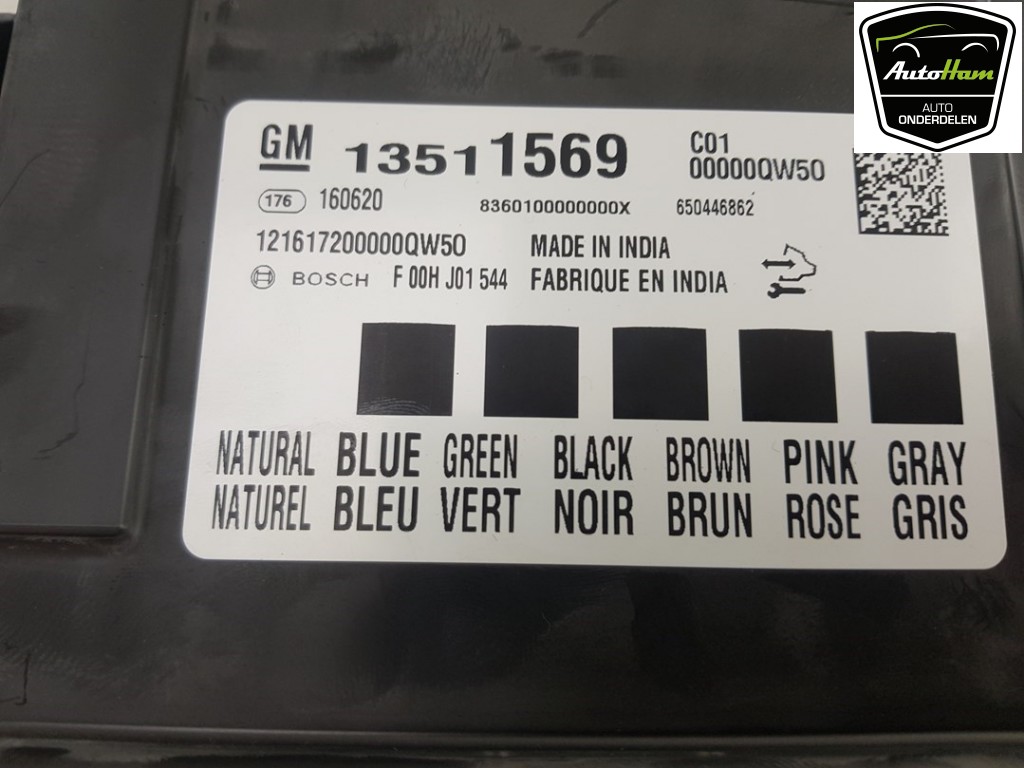 AutoHam
AUTO
ONDERDELEN
GM 13511569 C01
00000QW50
176 160620 8360100000000X 650446862
121617200000QW50 MADE IN INDIA
BOSCH F 00H J01 544 FABRIQUE EN INDIA
NATURAL BLUE GREEN BLACK BROWN PINK GRAY
NATUREL BLEU VERT NOIR BRUN ROSE GRIS